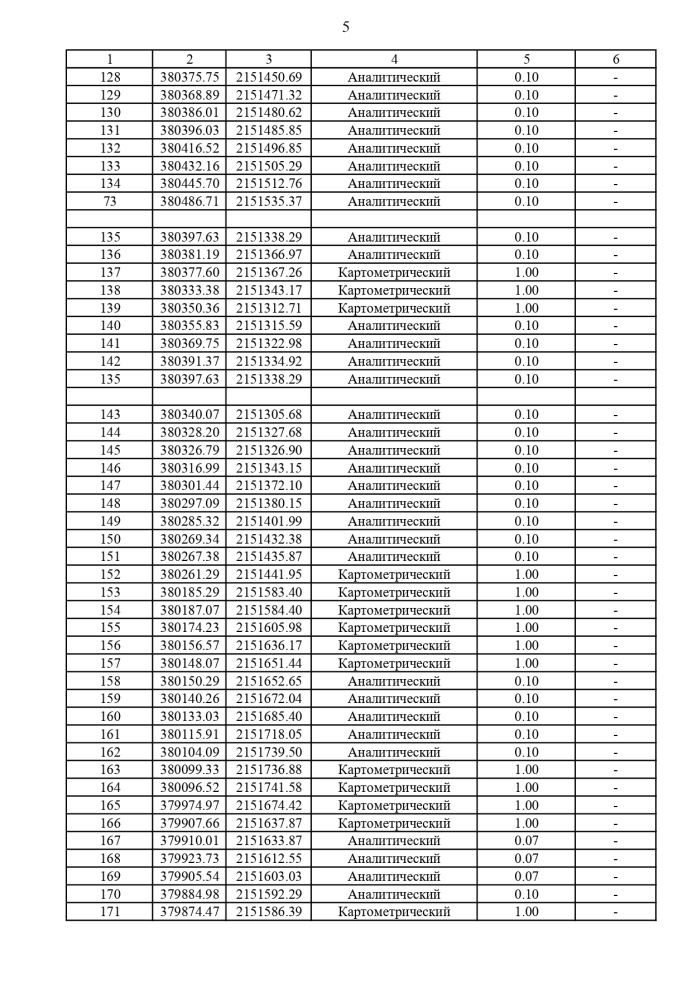 5
1 2 3 4 5 6
128 380375.75 2151450.69 Аналитический 0.10 -
129 380368.89 2151471.32 Аналитический 0.10 -
130 380386.01 2151480.62 Аналитический 0.10 -
131 380396.03 2151485.85 Аналитический 0.10 -
132 380416.52 2151496.85 Аналитический 0.10 -
133 380432.16 2151505.29 Аналитический 0.10 -
134 380445.70 2151512.76 Аналитический 0.10 -
73 380486.71 2151535.37 Аналитический 0.10 -
135 380397.63 2151338.29 Аналитический 0.10 -
136 380381.19 2151366.97 Аналитический 0.10 -
137 380377.60 2151367.26 Картометрический 1.00 -
138 380333.38 2151343.17 Картометрический 1.00 -
139 380350.36 2151312.71 Картометрический 1.00 -
140 380355.83 2151315.59 Аналитический 0.10 -
141 380369.75 2151322.98 Аналитический 0.10 -
142 380391.37 2151334.92 Аналитический 0.10 -
135 380397.63 2151338.29 Аналитический 0.10 -
143 380340.07 2151305.68 Аналитический 0.10 -
144 380328.20 2151327.68 Аналитический 0.10 -
145 380326.79 2151326.90 Аналитический 0.10 -
146 380316.99 2151343.15 Аналитический 0.10 -
147 380301.44 2151372.10 Аналитический 0.10 -
148 380297.09 2151380.15 Аналитический 0.10 -
149 380285.32 2151401.99 Аналитический 0.10 -
150 380269.34 2151432.38 Аналитический 0.10 -
151 380267.38 2151435.87 Аналитический 0.10 -
152 380261.29 2151441.95 Картометрический 1.00 -
153 380185.29 2151583.40 Картометрический 1.00 -
154 380187.07 2151584.40 Картометрический 1.00 -
155 380174.23 2151605.98 Картометрический 1.00 -
156 380156.57 2151636.17 Картометрический 1.00 -
157 380148.07 2151651.44 Картометрический 1.00 -
158 380150.29 2151652.65 Аналитический 0.10 -
159 380140.26 2151672.04 Аналитический 0.10 -
160 380133.03 2151685.40 Аналитический 0.10 -
161 380115.91 2151718.05 Аналитический 0.10 -
162 380104.09 2151739.50 Аналитический 0.10 -
163 380099.33 2151736.88 Картометрический 1.00 -
164 380096.52 2151741.58 Картометрический 1.00 -
165 379974.97 2151674.42 Картометрический 1.00 -
166 379907.66 2151637.87 Картометрический 1.00 -
167 379910.01 2151633.87 Аналитический 0.07 -
168 379923.73 2151612.55 Аналитический 0.07 -
169 379905.54 2151603.03 Аналитический 0.07 -
170 379884.98 2151592.29 Аналитический 0.10 -
171 379874.47 2151586.39 Картометрический 1.00 -